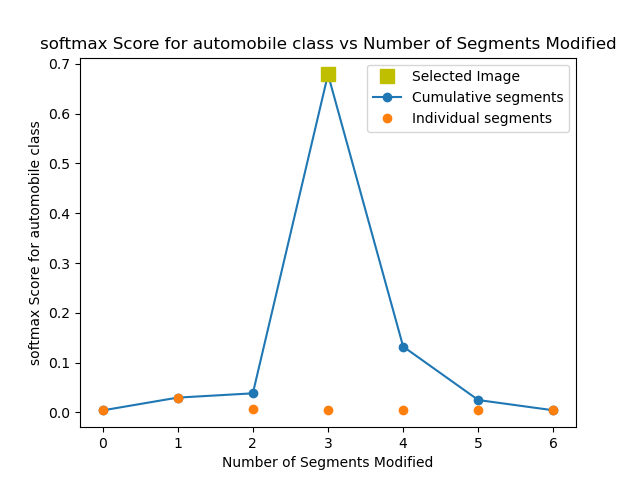 softmax Score for automobile class vs Number of Segments Modified
softmax Score for automobile class
0.7
0.6
0.5
0.4
0.3
0.2
0.1
0.0
Selected Image
Cumulative segments
Individual segments
0 1 2 3 4 5 6
Number of Segments Modified